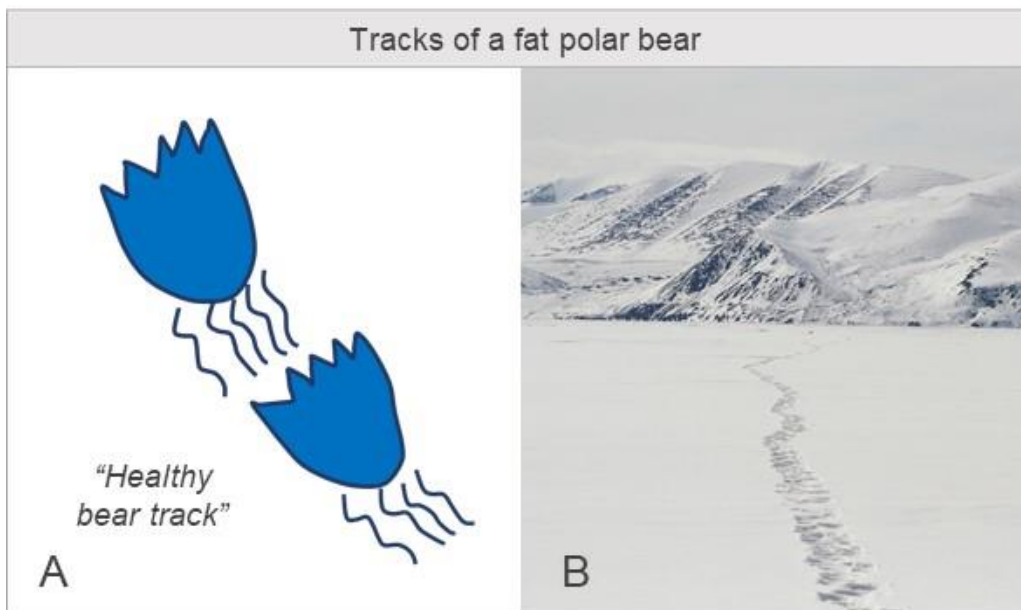 Tracks of a fat polar bear
“Healthy
bear track”
A
B